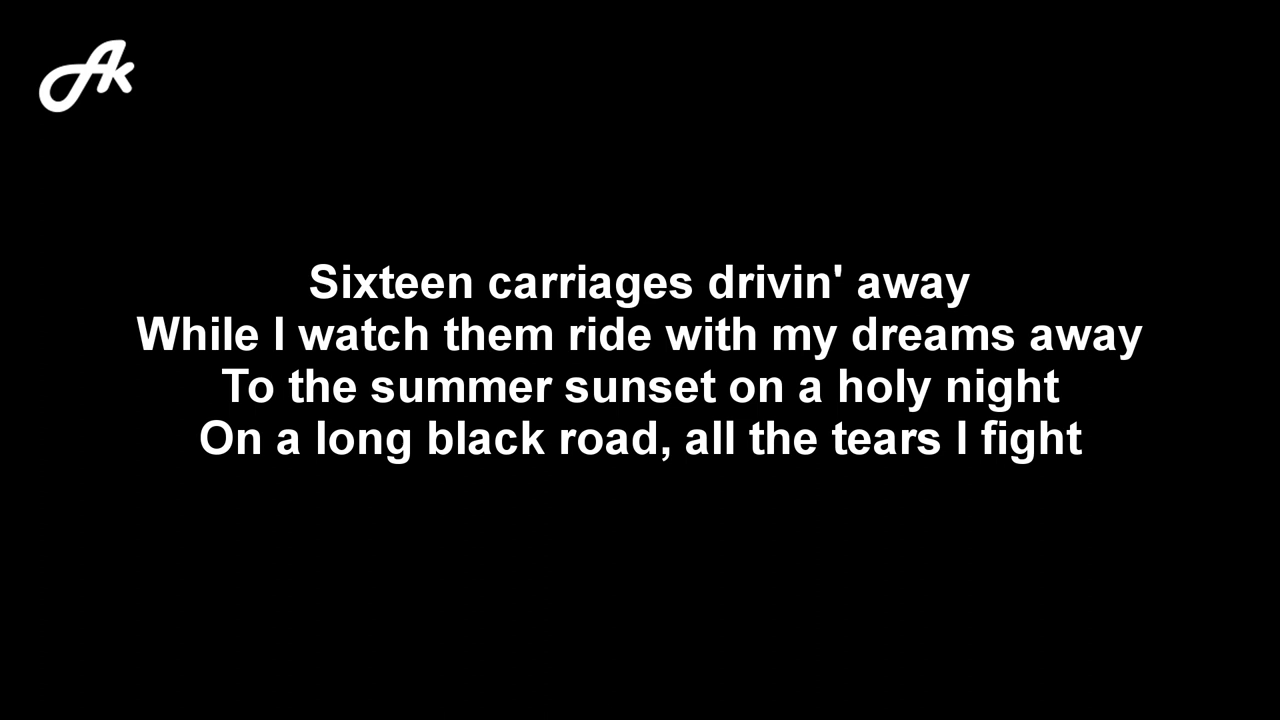 Ak
Sixteen carriages drivin' away
While I watch them ride with my dreams away
To the summer sunset on a holy night
On a long black road, all the tears I fight